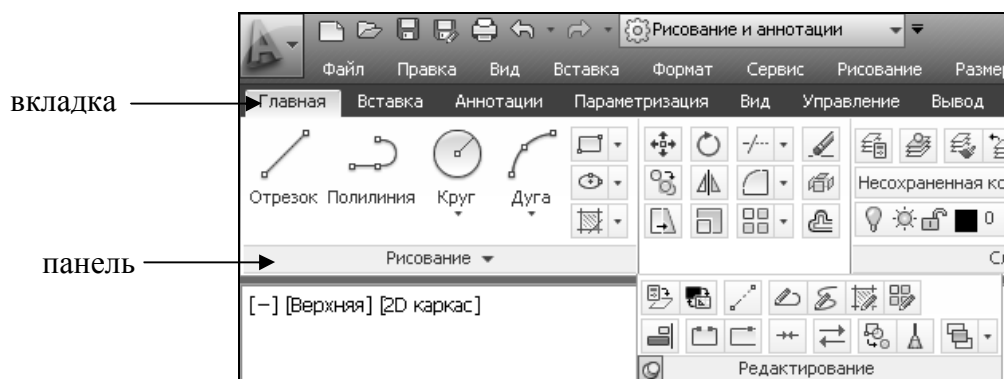 Рисование и аннотации
Файл Правка Вид Вставка Формат Сервис Рисование
вкладка
Главная Вставка Аннотации Параметризация Вид Управление Вывод
Отрезок Полилиния Круг Дуга
0
панель
Рисование
[−] [Верхняя] [2D каркас]
Редактирование